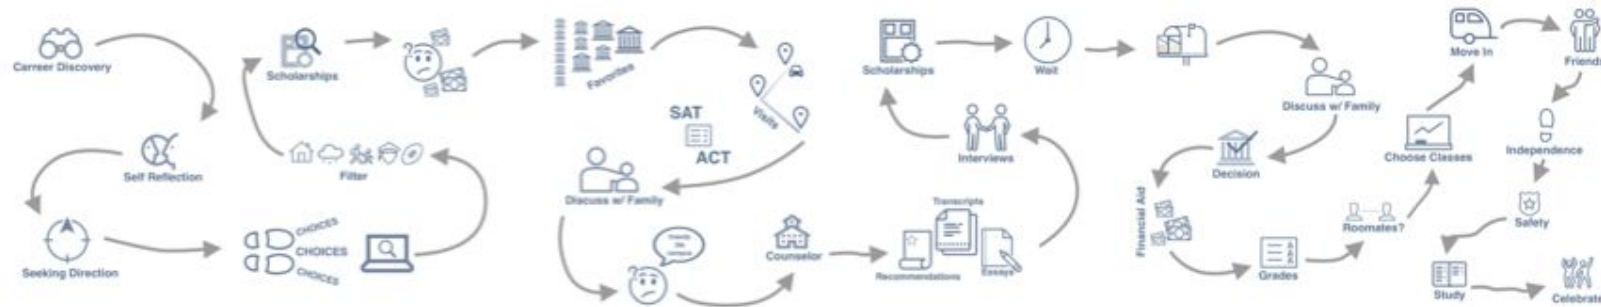 Carreer Discovery
Self Reflection
Seeking Direction
CHOICES
CHOICES
CHOICES
Filter
Scholarships
Favorites
Visits
SAT
ACT
Discuss w/ Family
Counselor
Recommendations
Transcripts
Essays
Interviews
Scholarships
Wait
Discuss w/ Family
Decision
Financial Aid
Grades
Roomates?
Choose Classes
Move In
Friends
Independence
Safety
Study
Celebrate